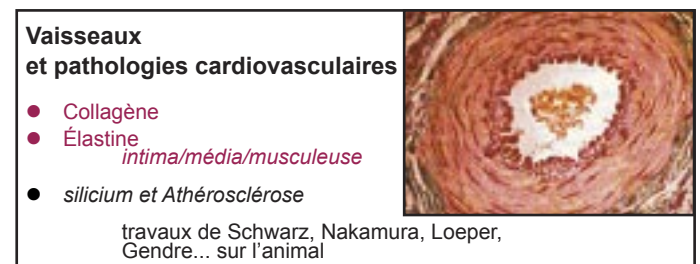 Vaisseaux
et pathologies cardiovasculaires
● Collagène
● Élastine
intima/média/musculeuse
● silicium et Athérosclérose
travaux de Schwarz, Nakamura, Loeper,
Gendre... sur l'animal